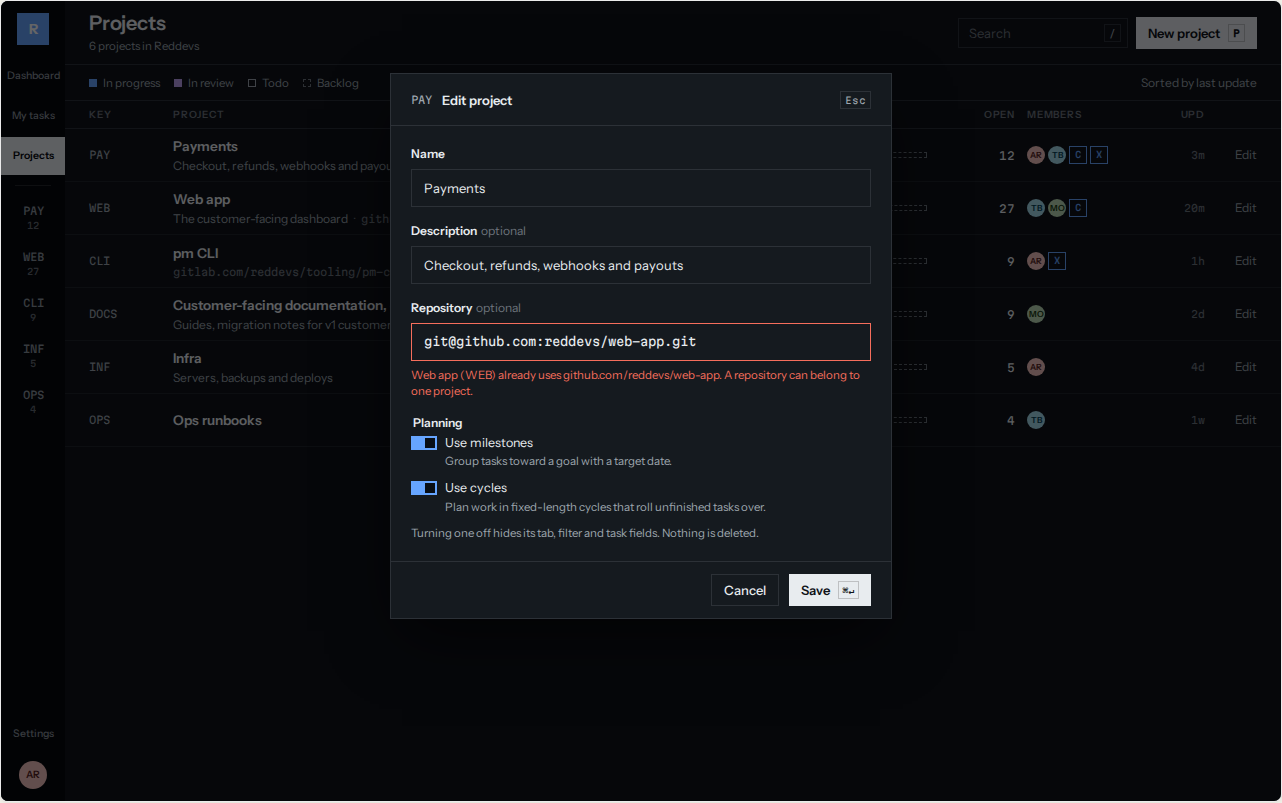 R
Dashboard
My tasks
Projects
PAY
12
WEB
27
CLI
9
INF
5
OPS
4
Settings
AR
Projects
6 projects in Reddevs
Search /
New project P
In progress In review Todo Backlog
Sorted by last update
KEY PROJECT OPEN MEMBERS UPD
PAY Payments 12 AR TB C X 3m Edit
Checkout, refunds, webhooks and payou
WEB Web app 27 TB MO C 20m Edit
The customer-facing dashboard · gith
CLI pm CLI 9 AR X 1h Edit
gitlab.com/reddevs/tooling/pm-c
DOCS Customer-facing documentation, 9 MO 2d Edit
Guides, migration notes for v1 customer
INF Infra 5 AR 4d Edit
Servers, backups and deploys
OPS Ops runbooks 4 TB 1w Edit
PAY Edit project Esc
Name
Payments
Description optional
Checkout, refunds, webhooks and payouts
Repository optional
git@github.com:reddevs/web-app.git
Web app (WEB) already uses github.com/reddevs/web-app. A repository can belong to
one project.
Planning
Use milestones
Group tasks toward a goal with a target date.
Use cycles
Plan work in fixed-length cycles that roll unfinished tasks over.
Turning one off hides its tab, filter and task fields. Nothing is deleted.
Cancel
Save ⌘↵